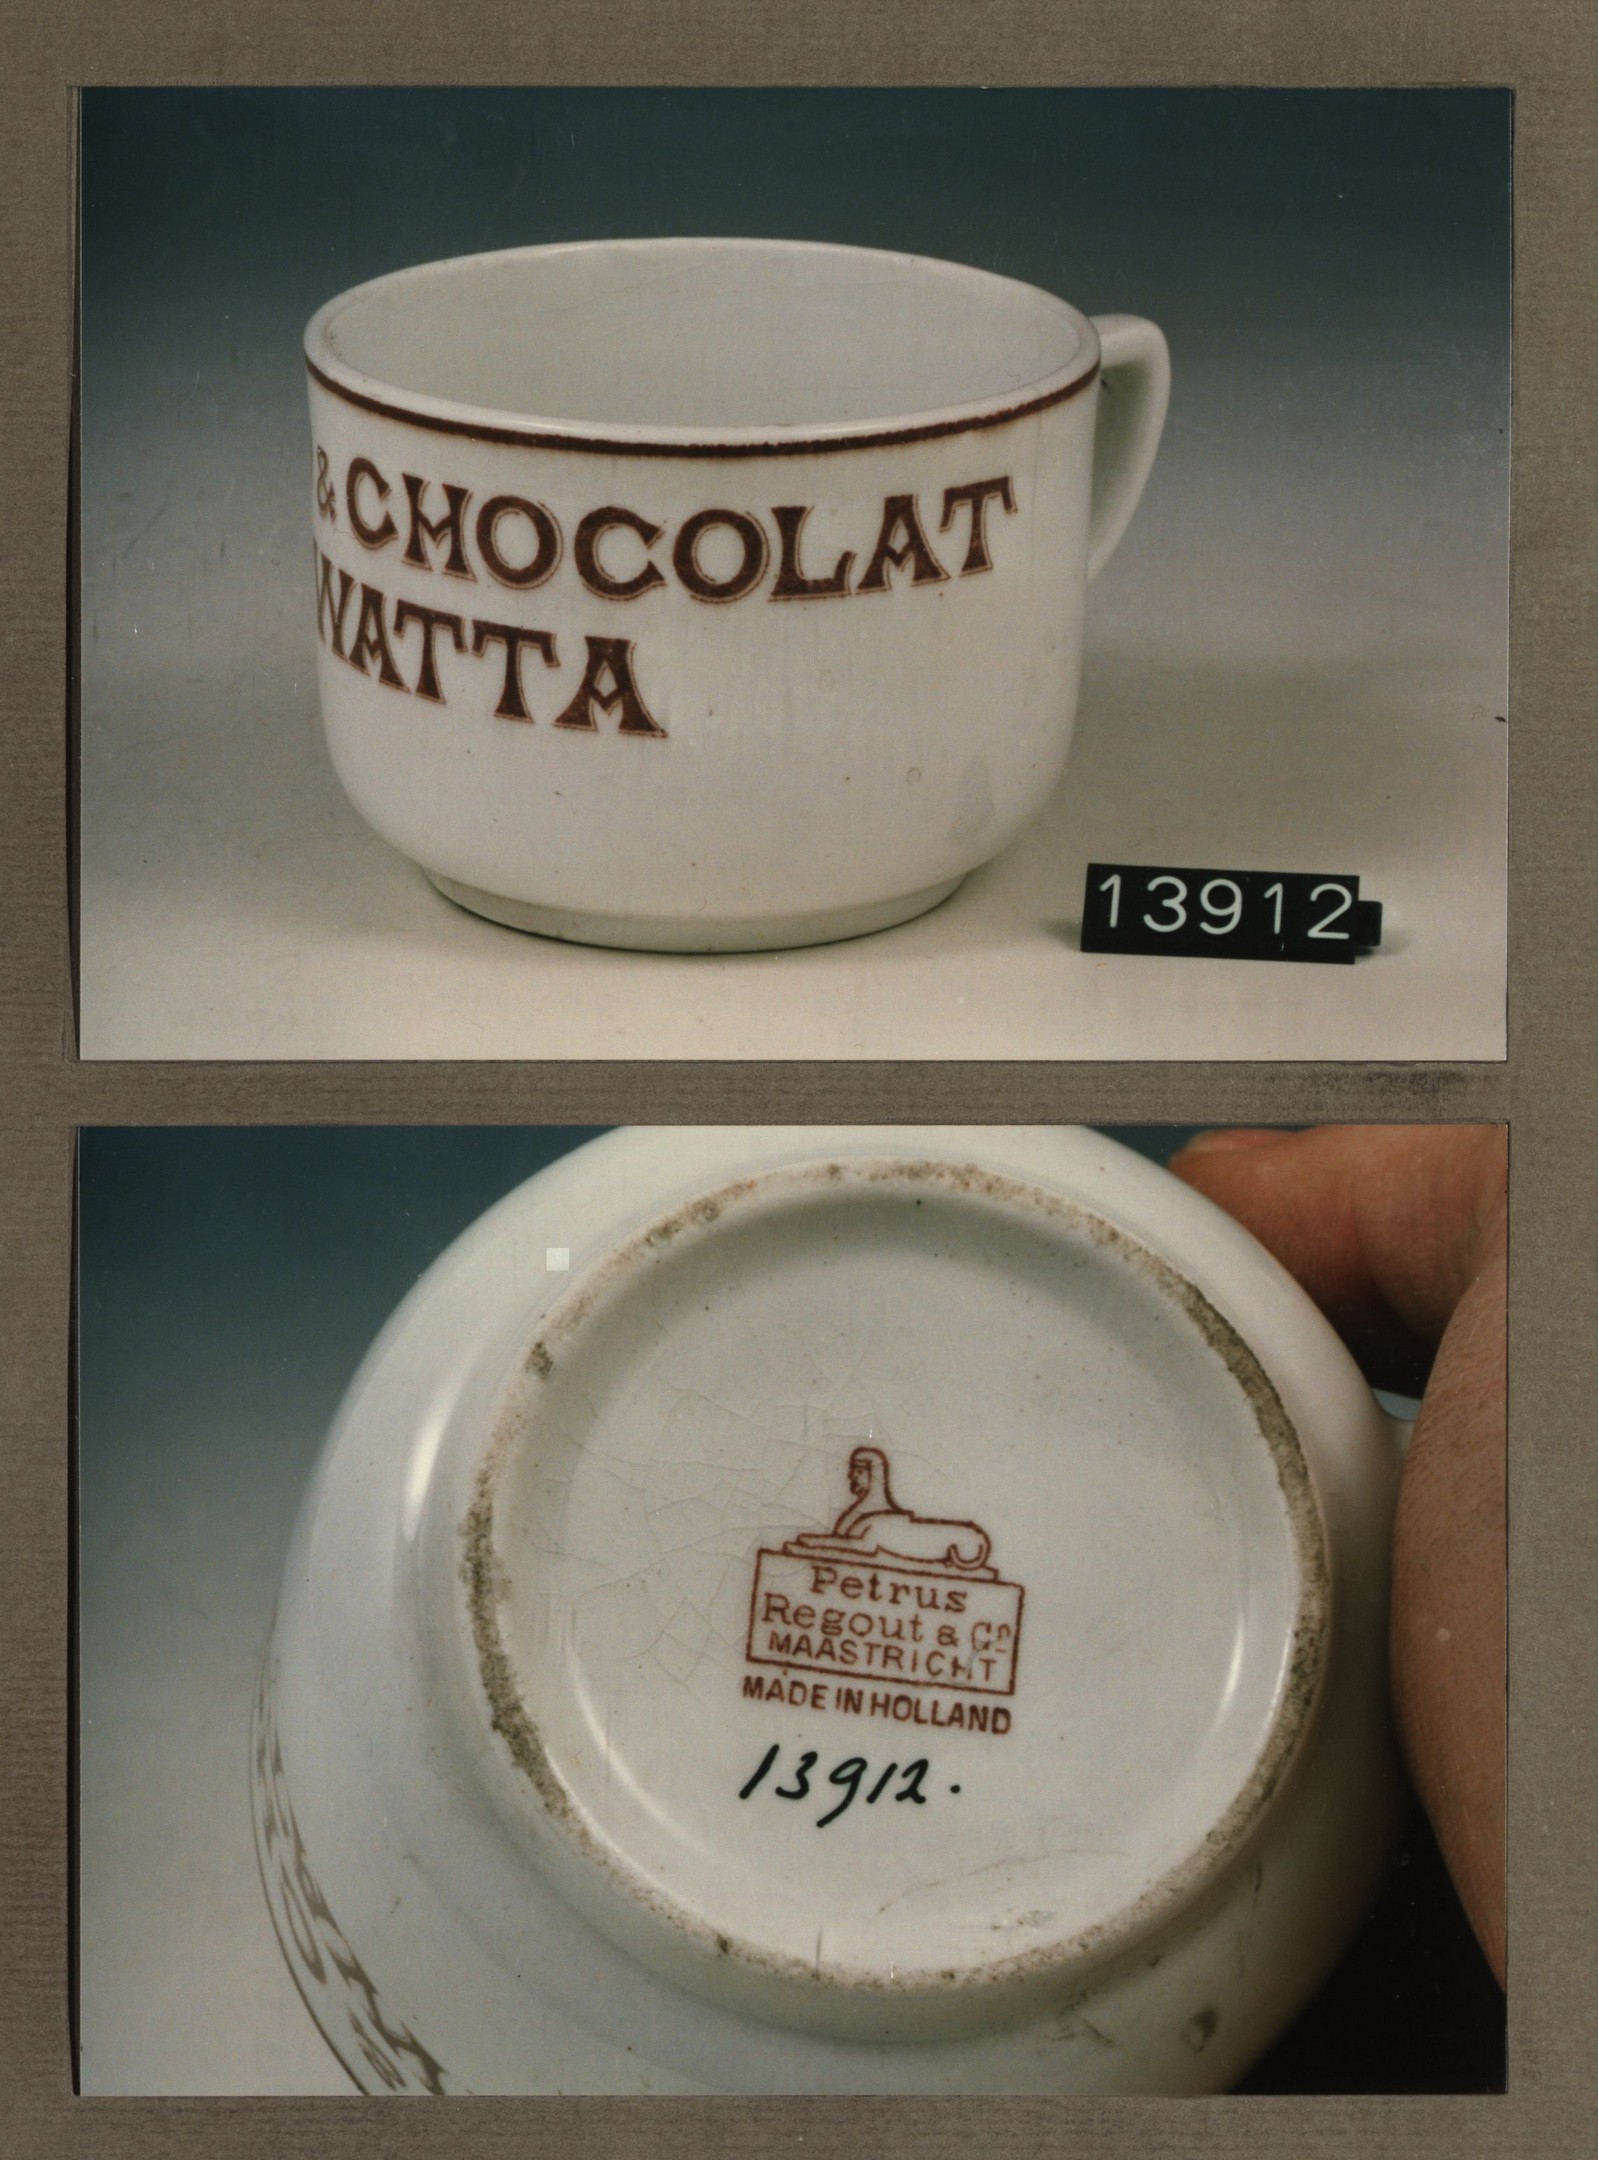 & CHOCOLAT
WATTA
13912
Petrus
Regout & Co
MAASTRICHT
MADE IN HOLLAND
13912.